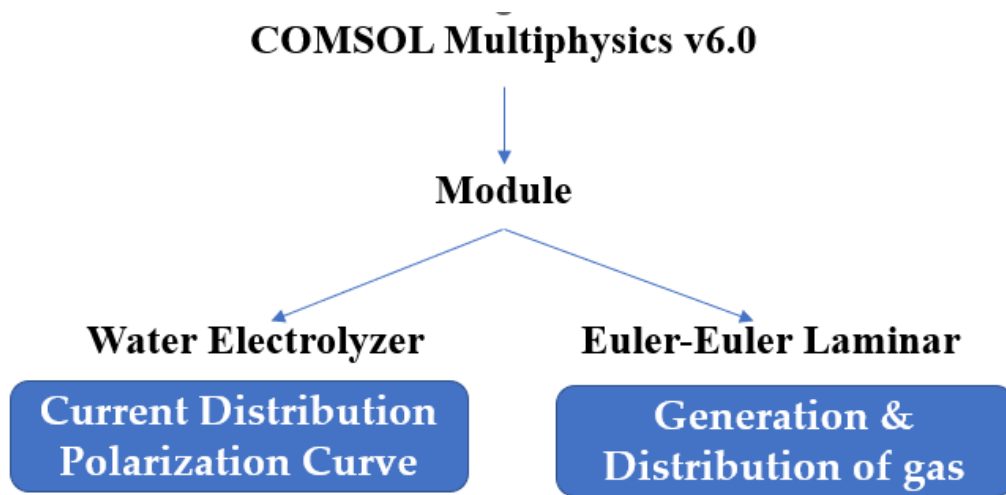 COMSOL Multiphysics v6.0
Module
Water Electrolyzer
Euler-Euler Laminar
Current Distribution
Polarization Curve
Generation &
Distribution of gas